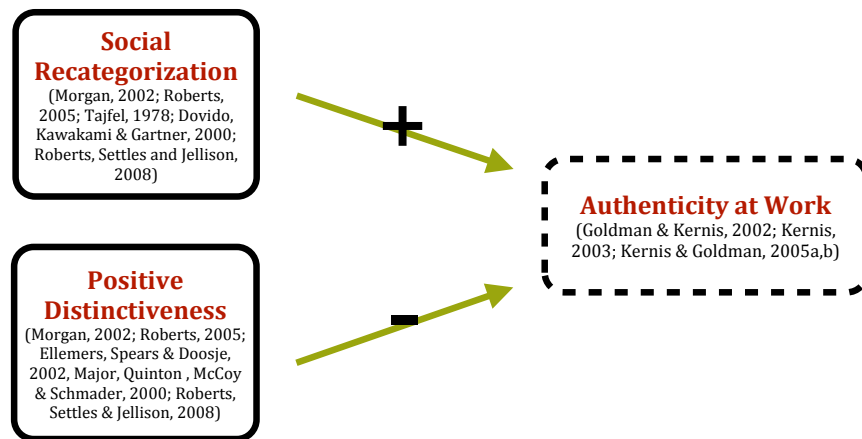 Social
Recategorization
(Morgan, 2002; Roberts,
2005; Tajfel, 1978; Dovido,
Kawakami & Gartner, 2000;
Roberts, Settles and Jellison,
2008)
+
Authenticity at Work
(Goldman & Kernis, 2002; Kernis,
2003; Kernis & Goldman, 2005a,b)
Positive
Distinctiveness
(Morgan, 2002; Roberts, 2005;
Ellemers, Spears & Doosje,
2002, Major, Quinton , McCoy
& Schmader, 2000; Roberts,
Settles & Jellison, 2008)
-